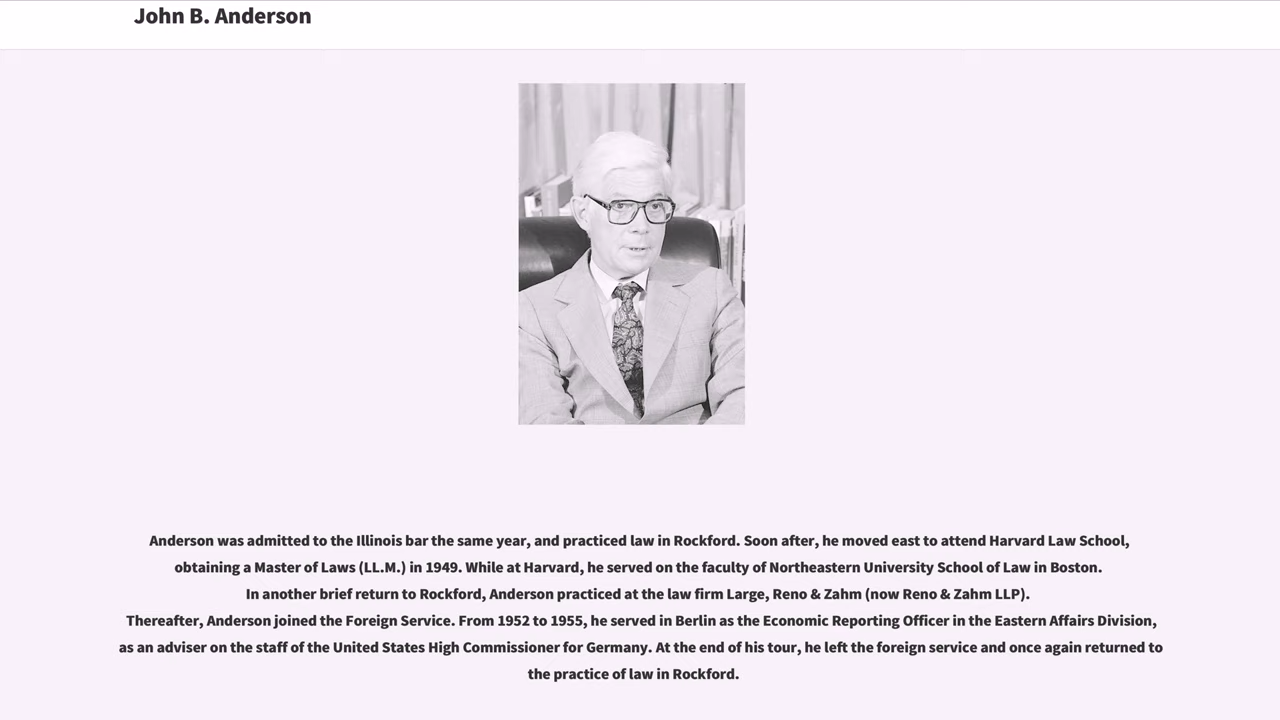 John B. Anderson
Anderson was admitted to the Illinois bar the same year, and practiced law in Rockford. Soon after, he moved east to attend Harvard Law School,
obtaining a Master of Laws (LL.M.) in 1949. While at Harvard, he served on the faculty of Northeastern University School of Law in Boston.
In another brief return to Rockford, Anderson practiced at the law firm Large, Reno & Zahm (now Reno & Zahm LLP).
Thereafter, Anderson joined the Foreign Service. From 1952 to 1955, he served in Berlin as the Economic Reporting Officer in the Eastern Affairs Division,
as an adviser on the staff of the United States High Commissioner for Germany. At the end of his tour, he left the foreign service and once again returned to
the practice of law in Rockford.